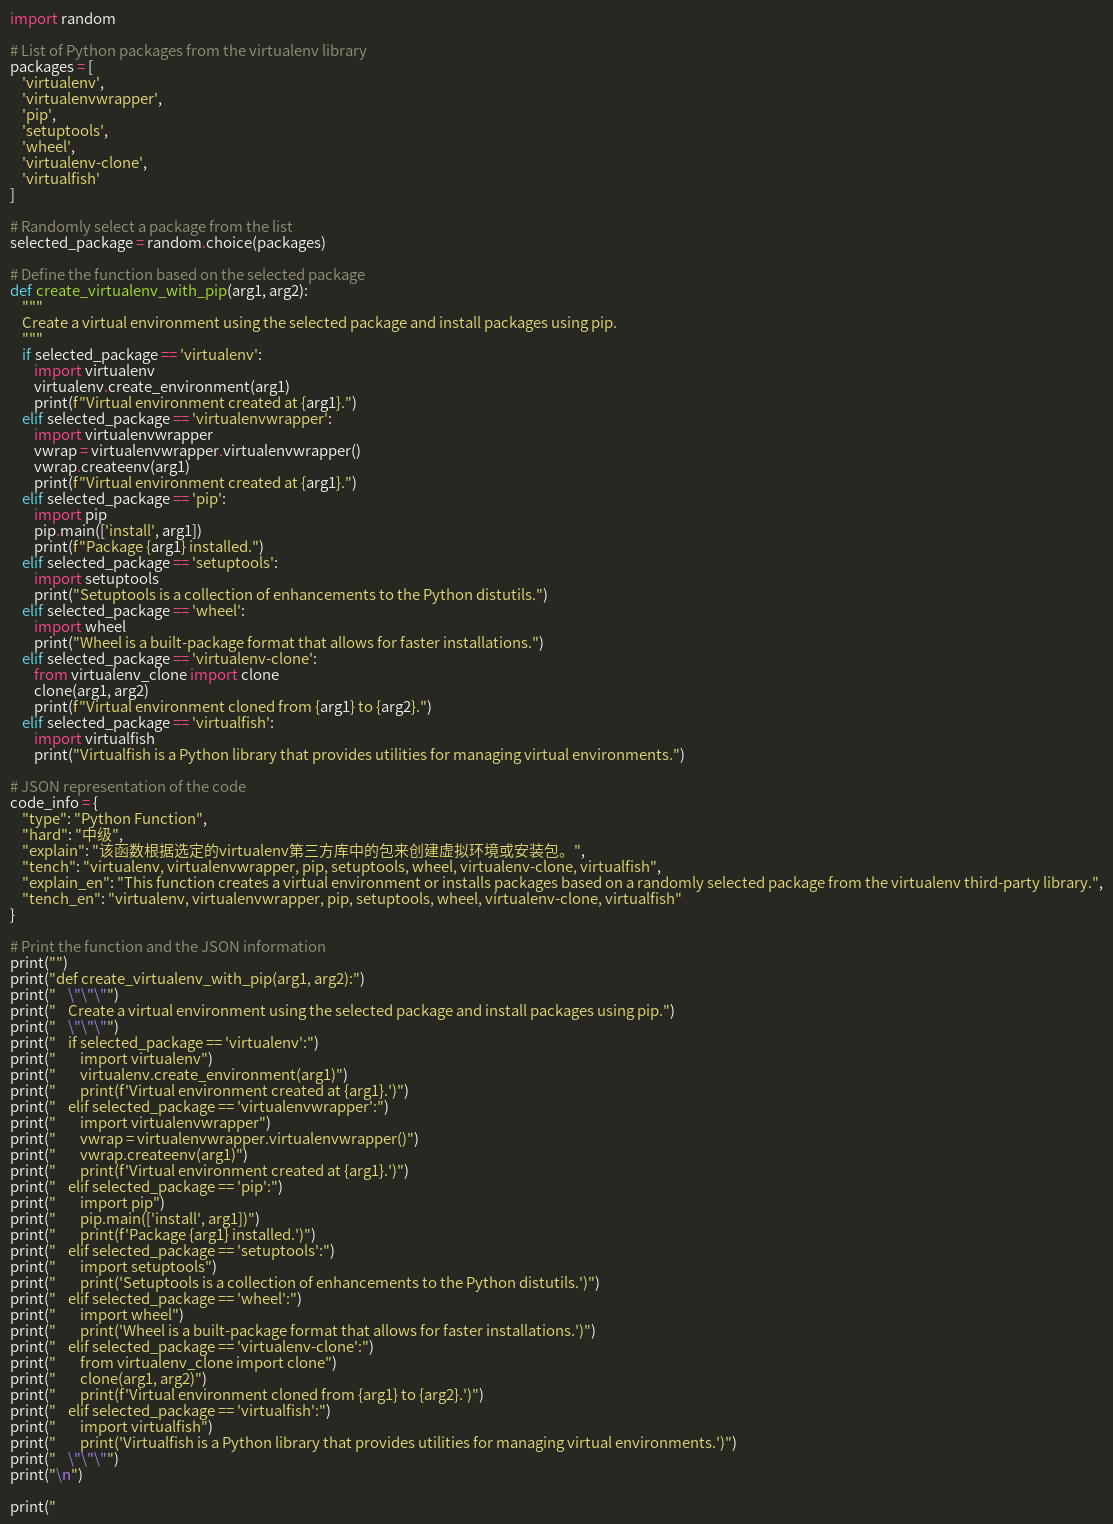 import random

# List of Python packages from the virtualenv library
packages = [
    'virtualenv',
    'virtualenvwrapper',
    'pip',
    'setuptools',
    'wheel',
    'virtualenv-clone',
    'virtualfish'
]

# Randomly select a package from the list
selected_package = random.choice(packages)

# Define the function based on the selected package
def create_virtualenv_with_pip(arg1, arg2):
    """
    Create a virtual environment using the selected package and install packages using pip.
    """
    if selected_package == 'virtualenv':
        import virtualenv
        virtualenv.create_environment(arg1)
        print(f"Virtual environment created at {arg1}.")
    elif selected_package == 'virtualenvwrapper':
        import virtualenvwrapper
        vwrap = virtualenvwrapper.virtualenvwrapper()
        vwrap.createenv(arg1)
        print(f"Virtual environment created at {arg1}.")
    elif selected_package == 'pip':
        import pip
        pip.main(['install', arg1])
        print(f"Package {arg1} installed.")
    elif selected_package == 'setuptools':
        import setuptools
        print("Setuptools is a collection of enhancements to the Python distutils.")
    elif selected_package == 'wheel':
        import wheel
        print("Wheel is a built-package format that allows for faster installations.")
    elif selected_package == 'virtualenv-clone':
        from virtualenv_clone import clone
        clone(arg1, arg2)
        print(f"Virtual environment cloned from {arg1} to {arg2}.")
    elif selected_package == 'virtualfish':
        import virtualfish
        print("Virtualfish is a Python library that provides utilities for managing virtual environments.")

# JSON representation of the code
code_info = {
    "type": "Python Function",
    "hard": "中级",
    "explain": "该函数根据选定的virtualenv第三方库中的包来创建虚拟环境或安装包。",
    "tench": "virtualenv, virtualenvwrapper, pip, setuptools, wheel, virtualenv-clone, virtualfish",
    "explain_en": "This function creates a virtual environment or installs packages based on a randomly selected package from the virtualenv third-party library.",
    "tench_en": "virtualenv, virtualenvwrapper, pip, setuptools, wheel, virtualenv-clone, virtualfish"
}

# Print the function and the JSON information
print("")
print("def create_virtualenv_with_pip(arg1, arg2):")
print("    \"\"\"")
print("    Create a virtual environment using the selected package and install packages using pip.")
print("    \"\"\"")
print("    if selected_package == 'virtualenv':")
print("        import virtualenv")
print("        virtualenv.create_environment(arg1)")
print("        print(f'Virtual environment created at {arg1}.')")
print("    elif selected_package == 'virtualenvwrapper':")
print("        import virtualenvwrapper")
print("        vwrap = virtualenvwrapper.virtualenvwrapper()")
print("        vwrap.createenv(arg1)")
print("        print(f'Virtual environment created at {arg1}.')")
print("    elif selected_package == 'pip':")
print("        import pip")
print("        pip.main(['install', arg1])")
print("        print(f'Package {arg1} installed.')")
print("    elif selected_package == 'setuptools':")
print("        import setuptools")
print("        print('Setuptools is a collection of enhancements to the Python distutils.')")
print("    elif selected_package == 'wheel':")
print("        import wheel")
print("        print('Wheel is a built-package format that allows for faster installations.')")
print("    elif selected_package == 'virtualenv-clone':")
print("        from virtualenv_clone import clone")
print("        clone(arg1, arg2)")
print("        print(f'Virtual environment cloned from {arg1} to {arg2}.')")
print("    elif selected_package == 'virtualfish':")
print("        import virtualfish")
print("        print('Virtualfish is a Python library that provides utilities for managing virtual environments.')")
print("    \"\"\"")
print("\n")

print("